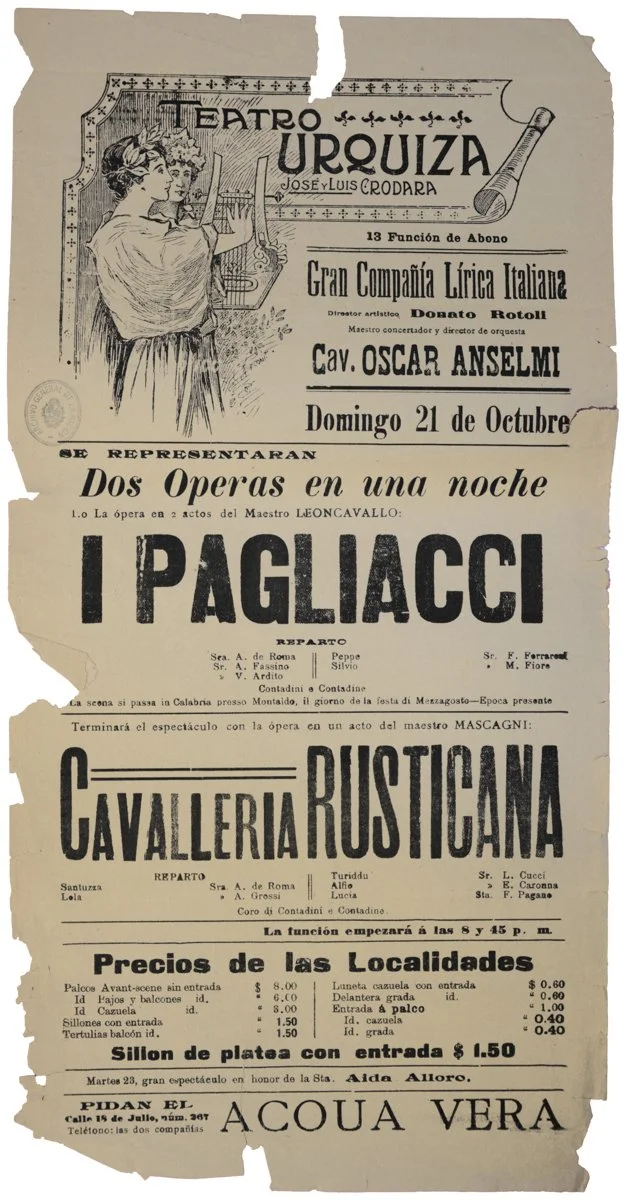 TEATRO
URQUIZA
JOSÉ Y LUIS CRODARA
13 Función de Abono
Gran Compañía Lírica Italiana
Director artistico Donato Rotoli
Maestro concertador y director de orquesta
Cav. OSCAR ANSELMI
Domingo 21 de Octubre
SE REPRESENTARAN
Dos Operas en una noche
1.o La ópera en 2 actos del Maestro LEONCAVALLO:
I PAGLIACCI
REPARTO
Sra. A. de Roma Peppe Sr. F.
Sr. A. Fassino Silvio » M. Fiore
» V. Ardito
Contadini e Contadine
La scena si passa in Calabria presso Montaldo, il giorno de la festa di Mezzagosto—Epoca presente
Terminará el espectáculo con la ópera en un acto del maestro MASCAGNI:
CAVALLERIA RUSTICANA
REPARTO
Santuzza Sra. A. de Roma Turiddu Sr. L. Cucci
Lola » A. Grossi Alfio » E. Caronna
Lucia Sta. F. Pagano
Coro di Contadini e Contadine.
La función empezará á las 8 y 45 p. m.
Precios de las Localidades
Palcos Avant-scene sin entrada $ 8.00 Luneta cazuela con entrada $ 0.60
Id Bajos y balcones id. “ 6.00 Delantera grada id. “ 0.60
Id Cazuela id. “ 3.00 Entrada á palco “ 1.00
Sillones con entrada “ 1.50 Id. cazuela “ 0.40
Tertulias balcón id. “ 1.50 Id. grada “ 0.40
Sillon de platea con entrada $ 1.50
Martes 23, gran espectáculo en honor de la Sta. Aida Alloro.
PIDAN EL
Calle 18 de Julio, núm. 267
Teléfono: las dos compañias
ACQUA VERA